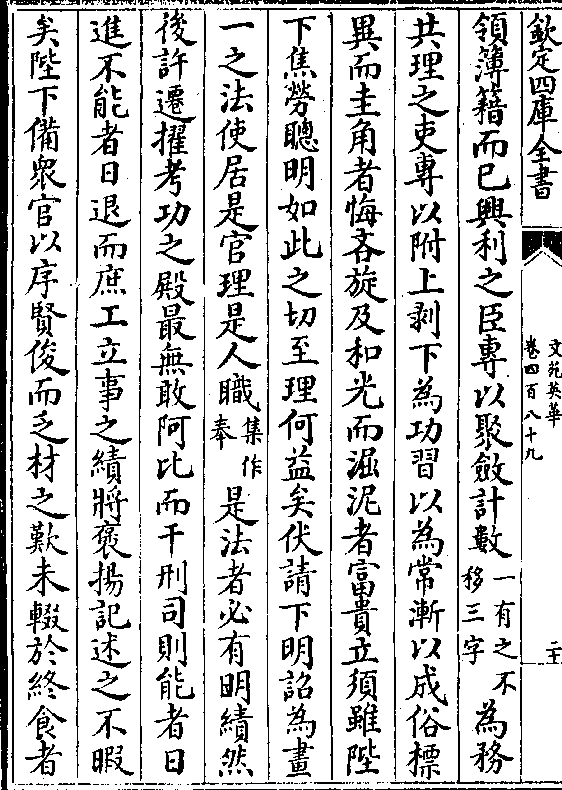 欽定四庫全書
文苑英華
卷四百八十九
二十
領簿籍而已興利之臣專以聚斂計數一有之不移三字為務
共理之吏專以附上剥下為功習以為常漸以成俗標
異而圭角者悔吝旋及和光而淈泥者富貴立須雖陛
下焦勞聰明如此之切至理何益矣伏請下明詔為畫
一之法使居是官理是人職集作奉是法者必有明績然
後許遷擢考功之殿最無敢阿比而干刑司則能者日
進不能者日退而庶工立事之績將褒揚記述之不暇
矣陛下備衆官以序賢俊而乏材之歎未輟於終食者